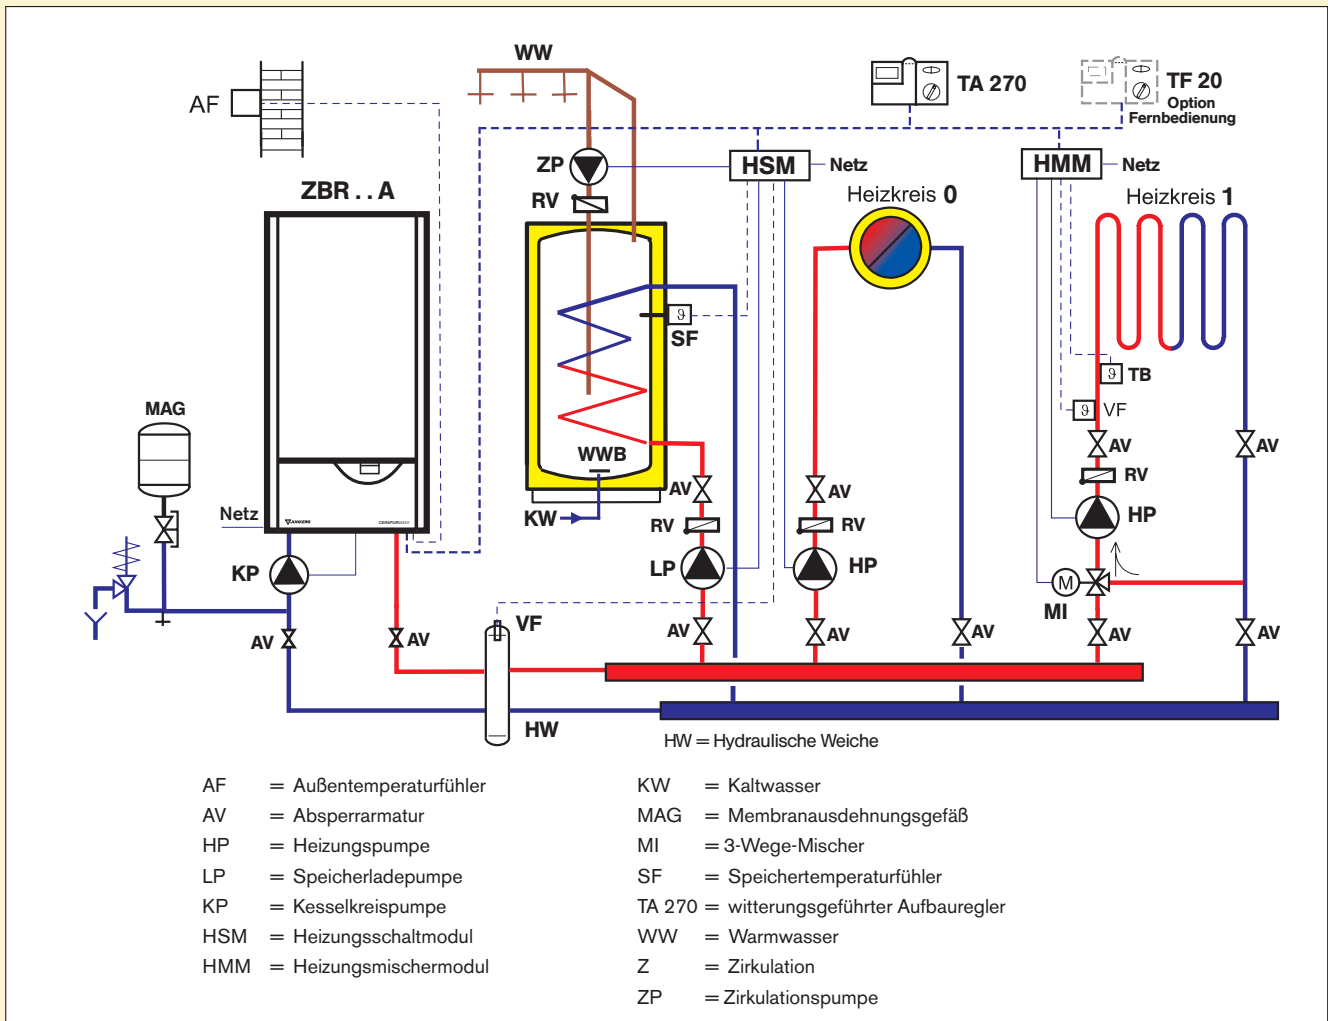 WW
AF
TA 270
TF 20
Option
Fernbedienung
ZP
HSM
Netz
HMM
Netz
ZBR . . A
RV
Heizkreis 0
Heizkreis 1
ϑ
SF
ϑ TB
ϑ VF
MAG
AV
AV
WWB
RV
AV
AV
Netz
JUNKERS
CERAPURMAXX
KW
RV
RV
HP
KP
LP
HP
M
MI
VF
AV
AV
AV
AV
AV
AV
AV
HW
HW = Hydraulische Weiche
AF = Außentemperaturfühler
AV = Absperrarmatur
HP = Heizungspumpe
LP = Speicherladepumpe
KP = Kesselkreispumpe
HSM = Heizungsschaltmodul
HMM = Heizungsmischermodul
KW = Kaltwasser
MAG = Membranausdehnungsgefäß
MI = 3-Wege-Mischer
SF = Speichertemperaturfühler
TA 270 = witterungsgeführter Aufbauregler
WW = Warmwasser
Z = Zirkulation
ZP = Zirkulationspumpe